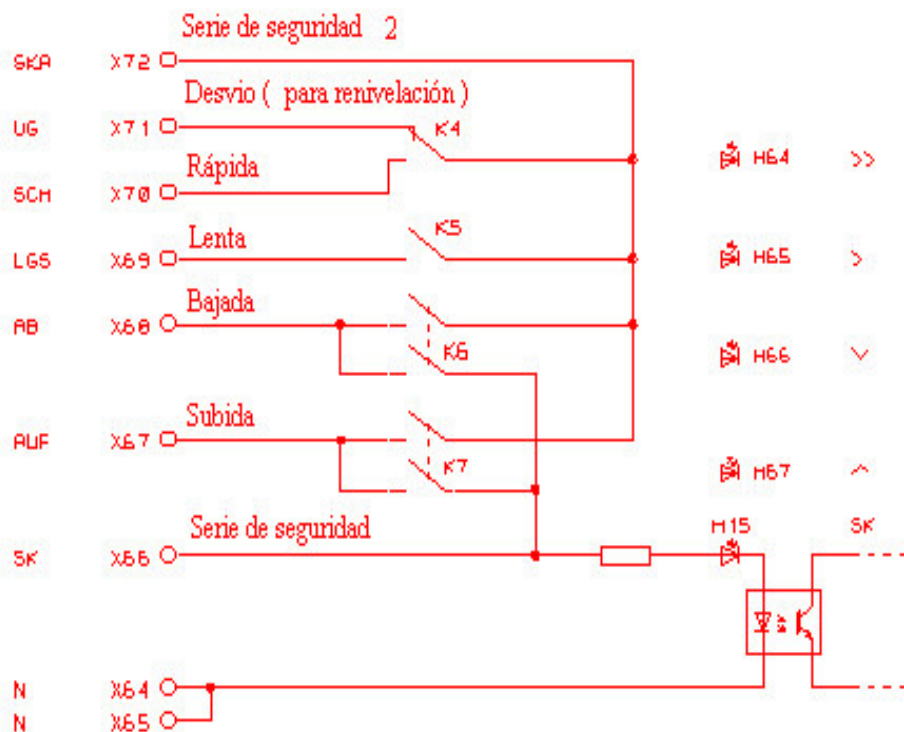 Serie de seguridad 2
SKA X72
Desvio ( para renivelación )
UG X71 K4
H64 >>
Rápida
SCH X70
K5
Lenta
LGS X69 H65 >
Bajada
AB X68
K6 H66 ∨
Subida
AUF X67
K7 H67 ∧
Serie de seguridad H15 SK
SK X66
SK
N X64
N X65